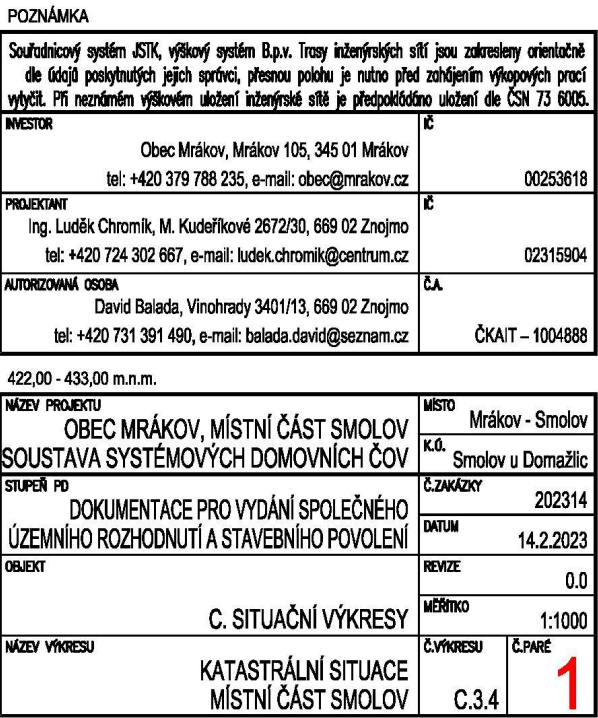 POZNÁMKA
Souřadnicový systém JSTK, výškový systém B.p.v. Trasy inženýrských sítí jsou zakresleny orientačně
dle údajů poskytnutých jejich správci, přesnou polohu je nutno před zahájením výkopových prací
vytyčit. Při neznámém výškovém uložení inženýrské sítě je předpokládáno uložení dle ČSN 73 6005.
INVESTOR
IČ
Obec Mrákov, Mrákov 105, 345 01 Mrákov
tel: +420 379 788 235, e-mail: obec@mrakov.cz
00253618
PROJEKTANT
IČ
Ing. Luděk Chromík, M. Kudeříkové 2672/30, 669 02 Znojmo
tel: +420 724 302 667, e-mail: ludek.chromik@centrum.cz
02315904
AUTORIZOVANÁ OSOBA
Č.A.
David Balada, Vinohrady 3401/13, 669 02 Znojmo
tel: +420 731 391 490, e-mail: balada.david@seznam.cz
ČKAIT – 1004888
422,00 - 433,00 m.n.m.
NÁZEV PROJEKTU
OBEC MRÁKOV, MÍSTNÍ ČÁST SMOLOV
SOUSTAVA SYSTÉMOVÝCH DOMOVNÍCH ČOV
MÍSTO
Mrákov - Smolov
K.Ú.
Smolov u Domažlic
STUPEŇ PD
DOKUMENTACE PRO VYDÁNÍ SPOLEČNÉHO
ÚZEMNÍHO ROZHODNUTÍ A STAVEBNÍHO POVOLENÍ
Č.ZAKÁZKY
202314
DATUM
14.2.2023
OBJEKT
C. SITUAČNÍ VÝKRESY
REVIZE
0.0
MĚŘÍTKO
1:1000
NÁZEV VÝKRESU
KATASTRÁLNÍ SITUACE
MÍSTNÍ ČÁST SMOLOV
Č.VÝKRESU
C.3.4
Č.PARÉ
1